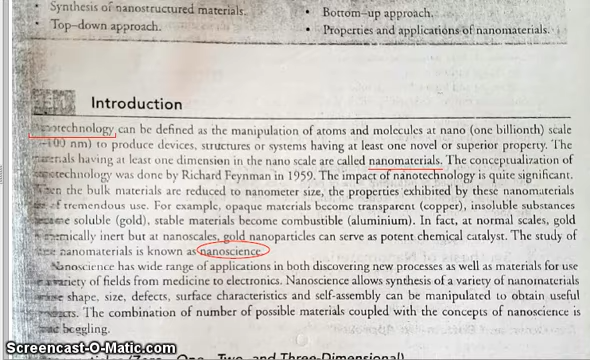 Synthesis of nanostructured materials.
• Top–down approach.
• Bottom–up approach.
• Properties and applications of nanomaterials.
Introduction
can be defined as the manipulation of atoms and molecules at nano (one billionth) scale
100 nm) to produce devices, structures or systems having at least one novel or superior property. The
having at least one dimension in the nano scale are called nanomaterials. The conceptualization of
was done by Richard Feynman in 1959. The impact of nanotechnology is quite significant.
the bulk materials are reduced to nanometer size, the properties exhibited by these nanomaterials
of tremendous use. For example, opaque materials become transparent (copper), insoluble substances
soluble (gold), stable materials become combustible (aluminium). In fact, at normal scales, gold
inert but at nanoscales, gold nanoparticles can serve as potent chemical catalyst. The study of
nanomaterials is known as nanoscience.
Nanoscience has wide range of applications in both discovering new processes as well as materials for use
variety of fields from medicine to electronics. Nanoscience allows synthesis of a variety of nanomaterials
shape, size, defects, surface characteristics and self-assembly can be manipulated to obtain useful
The combination of number of possible materials coupled with the concepts of nanoscience is
beggling.
Two and Three-Dimensional)
Screencast-O-Matic.com